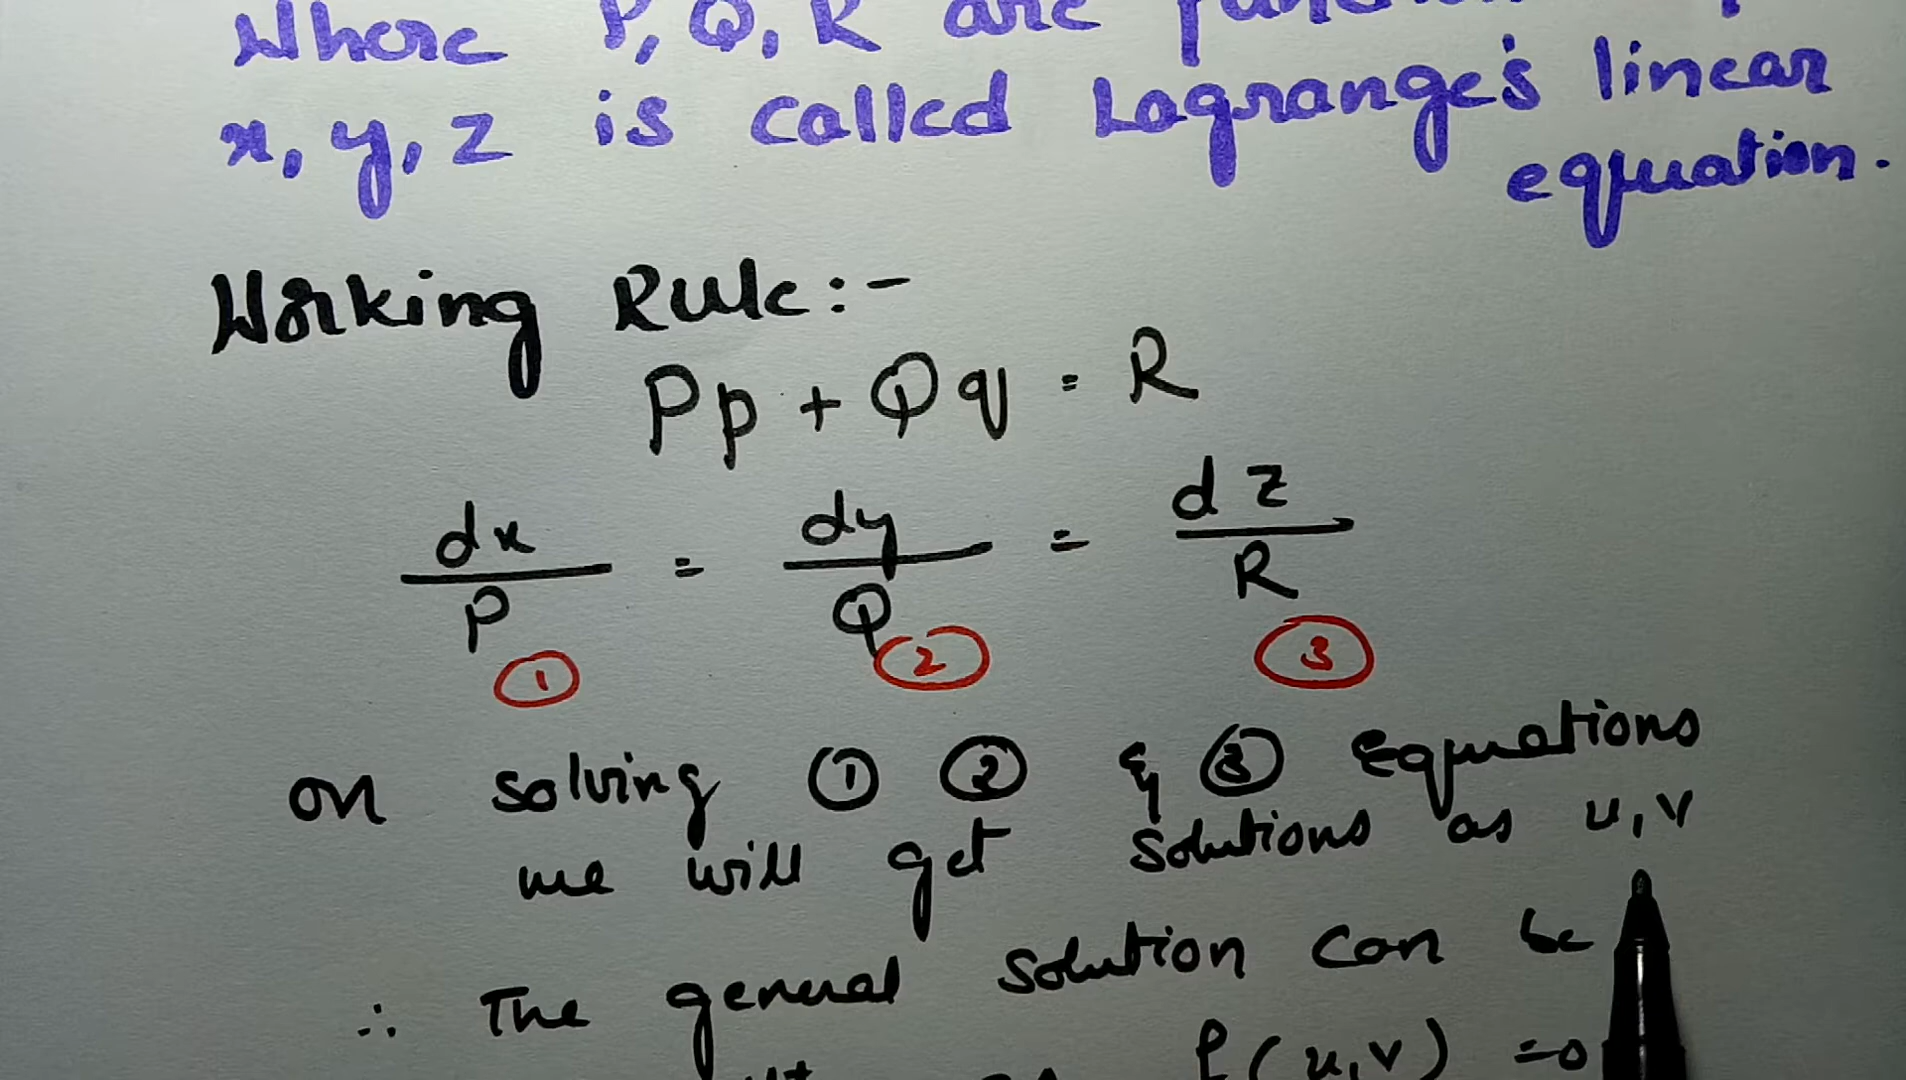 Where P, Q, R are
x, y, z is called Lagrange's linear
equation.
Working Rule:-
Pp + Qq = R
dx/P = dy/Q = dz/R
① ② ③
on solving ① ② & ③ equations
we will get solutions as u, v
∴ The general solution can be
f(u,v) =0